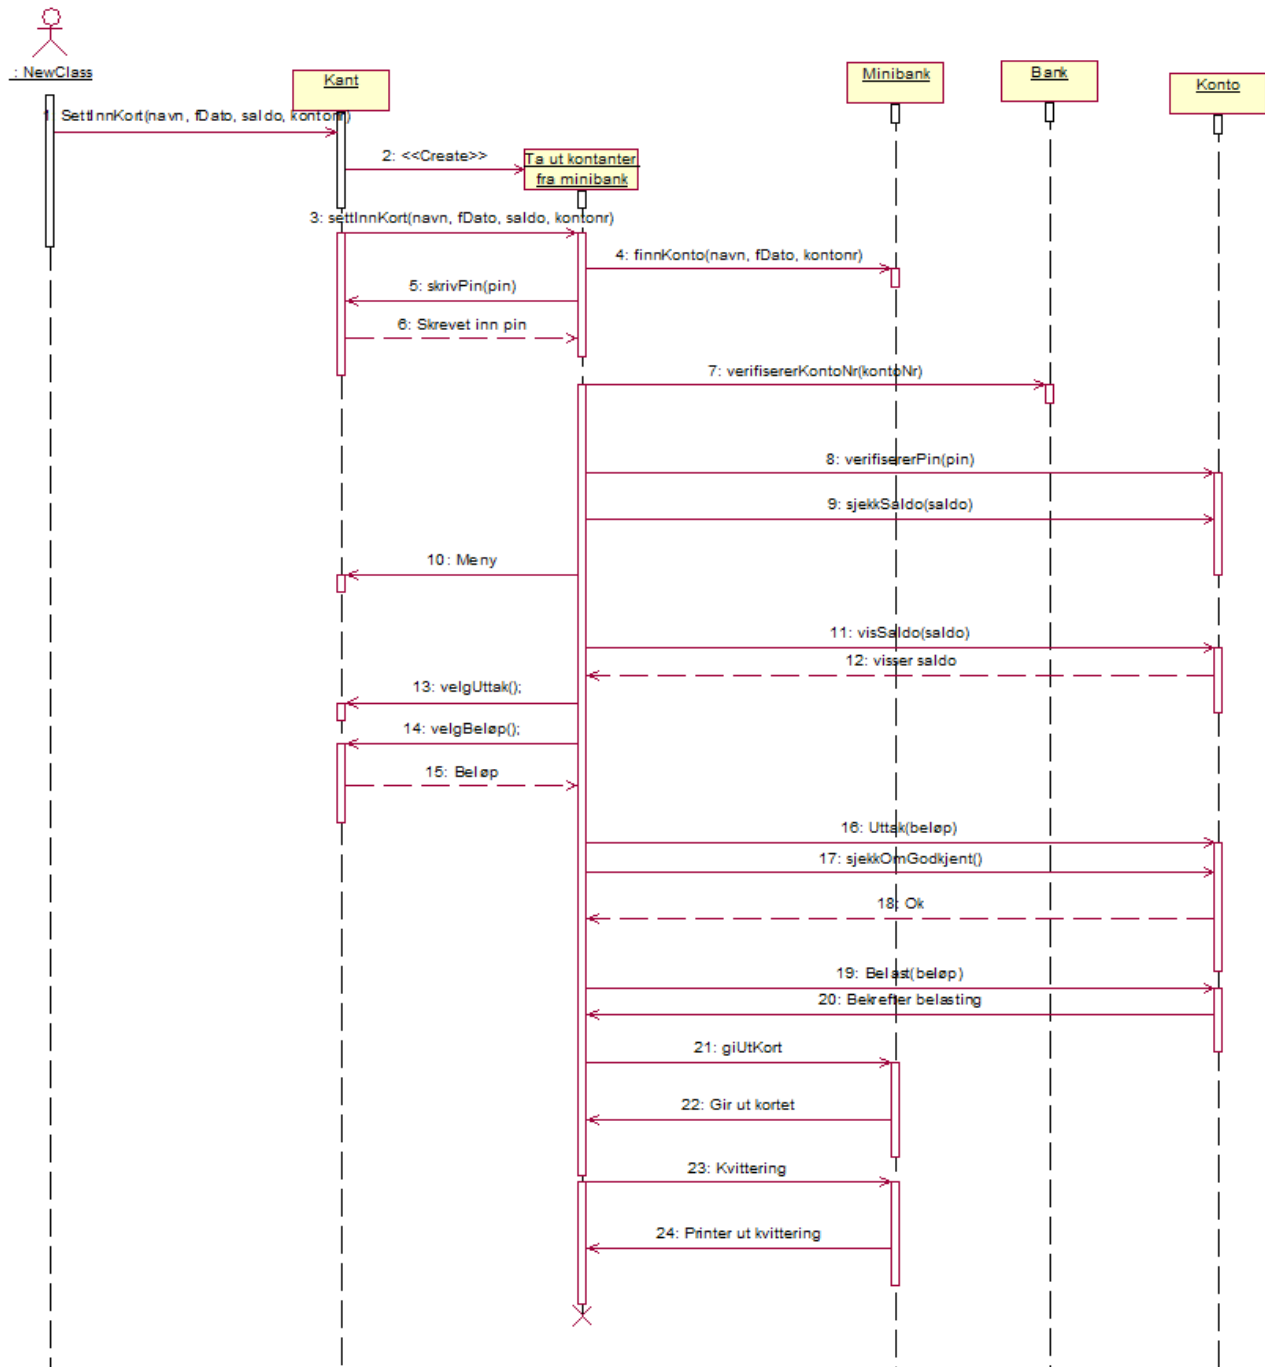 : NewClass
Kant
Minibank
Bank
Konto
1: SettInnKort(navn, fDato, saldo, kontonr)
2: <<Create>>
Ta ut kontanter
fra minibank
3: settInnKort(navn, fDato, saldo, kontonr)
4: finnKonto(navn, fDato, kontonr)
5: skrivPin(pin)
6: Skrevet inn pin
7: verifisererKontoNr(kontoNr)
8: verifisererPin(pin)
9: sjekkSaldo(saldo)
10: Meny
11: visSaldo(saldo)
12: visser saldo
13: velgUttak();
14: velgBeløp();
15: Beløp
16: Uttak(beløp)
17: sjekkOmGodkjent()
18: Ok
19: Belast(beløp)
20: Bekrefter belasting
21: giUtKort
22: Gir ut kortet
23: Kvittering
24: Printer ut kvittering